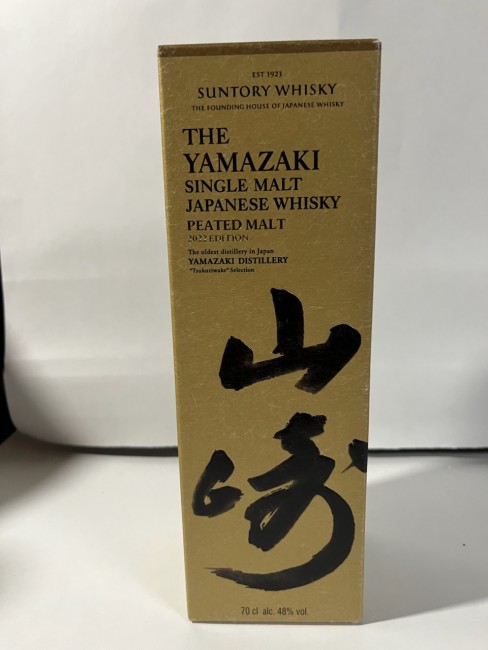 EST 1923
SUNTORY WHISKY
THE FOUNDING HOUSE OF JAPANESE WHISKY
THE
YAMAZAKI
SINGLE MALT
JAPANESE WHISKY
PEATED MALT
2022 EDITION
The oldest distillery in Japan
YAMAZAKI DISTILLERY
"Tsukuriwake" Selection
山
崎
70 cl alc. 48% vol.